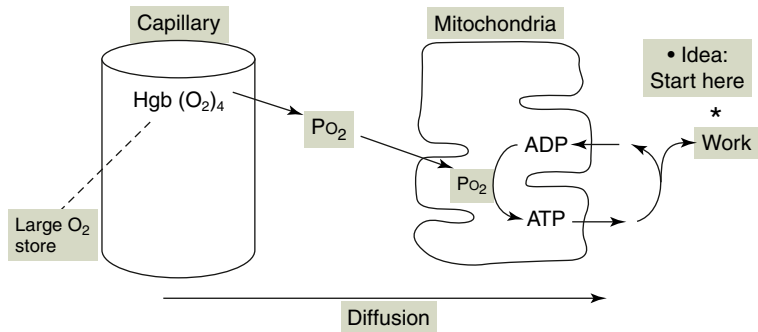 Capillary
Mitochondria
• Idea:
Start here
*
Hgb (O₂)₄
PO₂
ADP
Work
PO₂
Large O₂
store
ATP
Diffusion